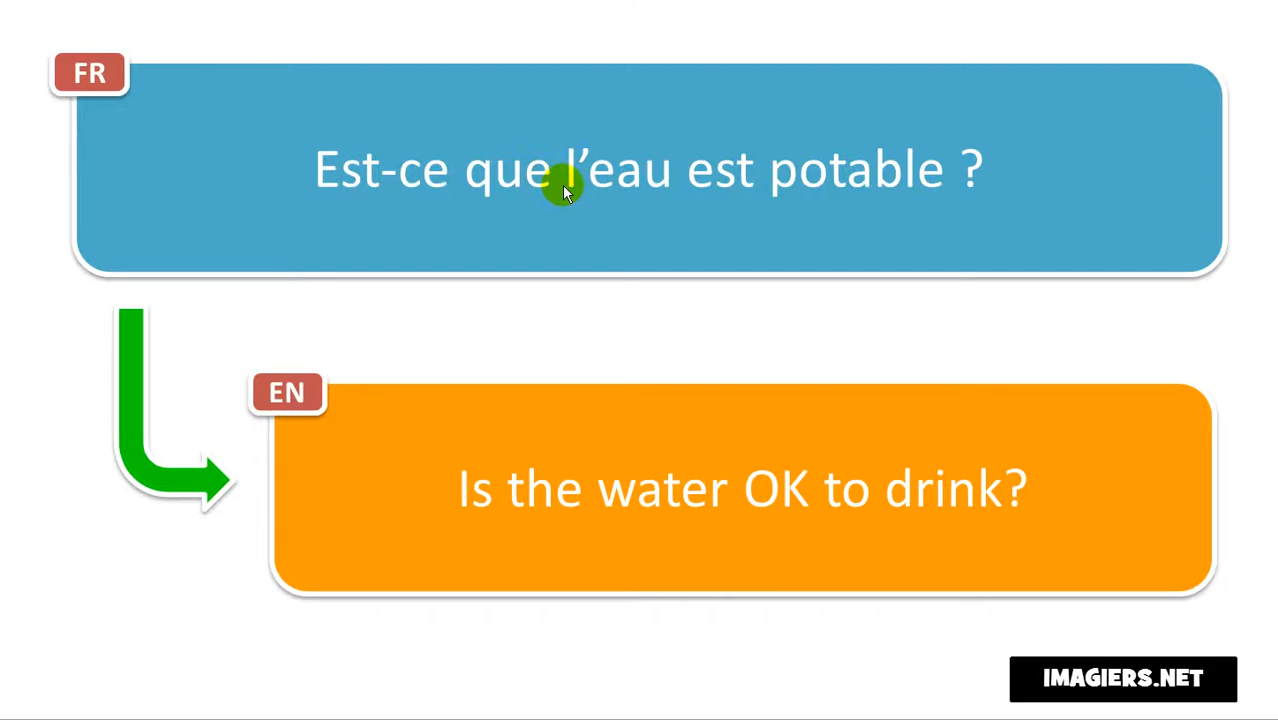 FR
Est-ce que l’eau est potable ?
EN
Is the water OK to drink?
IMAGIERS.NET